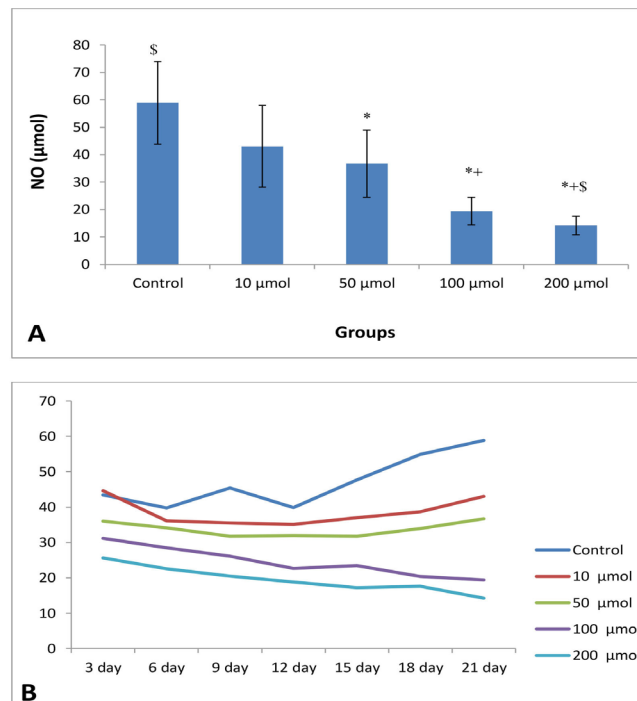 80
70
60
50
40
30
20
10
0
NO (µmol)
$
*
*+
*+$
Control
10 µmol
50 µmol
100 µmol
200 µmol
Groups
A
70
60
50
40
30
20
10
0
3 day
6 day
9 day
12 day
15 day
18 day
21 day
Control
10 µmol
50 µmol
100 µmo
200 µmo
B